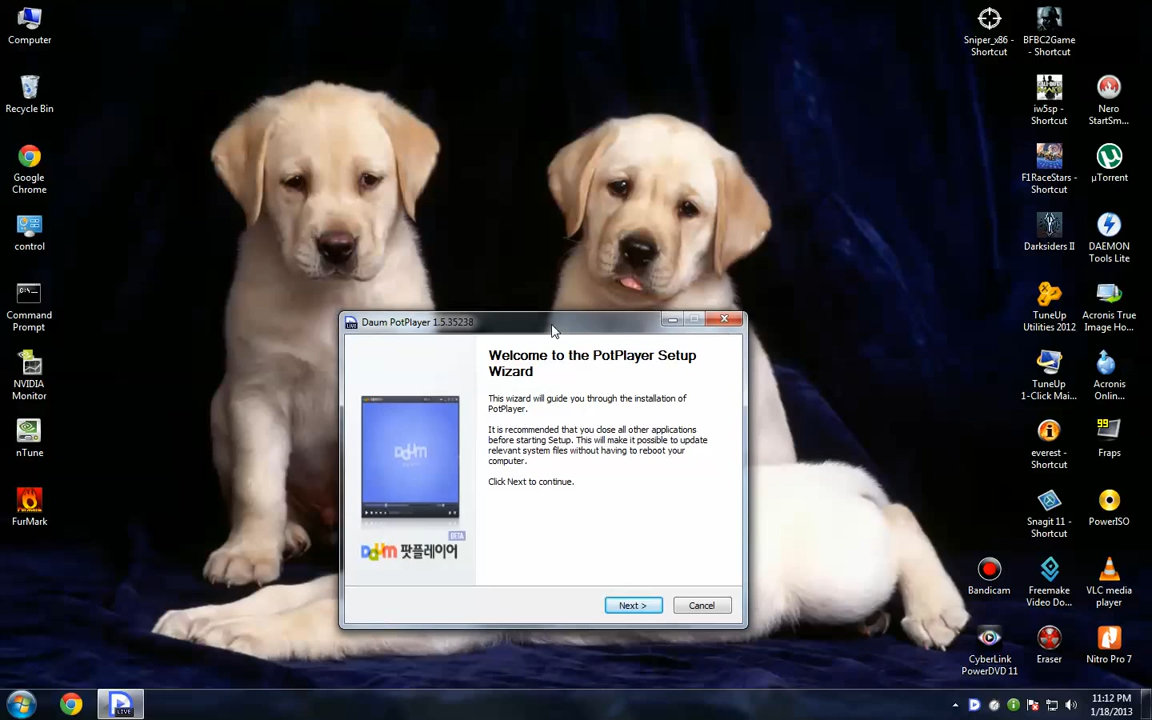 Computer
Recycle Bin
Google
Chrome
control
Command
Prompt
NVIDIA
Monitor
nTune
FurMark
Sniper_x86 -
Shortcut
BFBC2Game
- Shortcut
iw5sp -
Shortcut
Nero
StartSm...
F1RaceStars -
Shortcut
µTorrent
Darksiders II
DAEMON
Tools Lite
TuneUp
Utilities 2012
Acronis True
Image Ho...
TuneUp
1-Click Mai...
Acronis
Online...
everest -
Shortcut
99
Fraps
Snagit 11 -
Shortcut
PowerISO
Bandicam
Freemake
Video Do...
VLC media
player
CyberLink
PowerDVD 11
Eraser
Nitro Pro 7
Daum PotPlayer 1.5.35238
Welcome to the PotPlayer Setup
Wizard
This wizard will guide you through the installation of
PotPlayer.
It is recommended that you close all other applications
before starting Setup. This will make it possible to update
relevant system files without having to reboot your
computer.
Click Next to continue.
Daum
BETA
Daum 팟플레이어
Next >
Cancel
LIVE
11:12 PM
1/18/2013